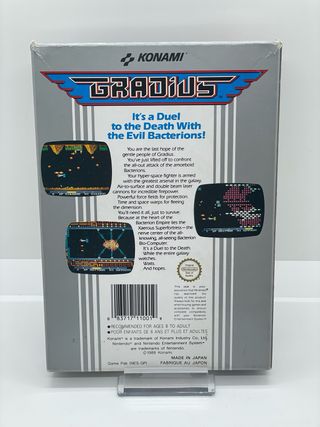 KONAMI
GRADIUS
It's a Duel
to the Death With
the Evil Bacterions!
You are the last hope of the
gentle people of Gradius.
You've just lifted off to confront
the all-out attack of the amoeboid
Bacterions.
Your hyper-space fighter is armed
with the greatest arsenal in the galaxy.
Air-to-surface and double beam laser
cannons for incredible firepower.
Powerful force fields for protection.
Time and space warps for fleeing
the dimension.
You'll need it all, just to survive.
Because at the heart of the
Bacterion Empire lies the
Xaerous Superfortress – the
nerve center of the all-
knowing, all-seeing Bacterion
Bio-Computer.
It's a Duel to the Death.
While the entire galaxy
watches.
Waits.
And hopes.
83717 11001
●RECOMMENDED FOR AGES 8 TO ADULT
●POUR ENFANTS DE 8 ANS ET PLUS ET ADULTES
Konami® is a trademark of Konami Industry Co., Ltd.
Nintendo® and Nintendo Entertainment System®
are trademarks of Nintendo.
©1986 Konami.
MADE IN JAPAN
FABRIQUE AU JAPON